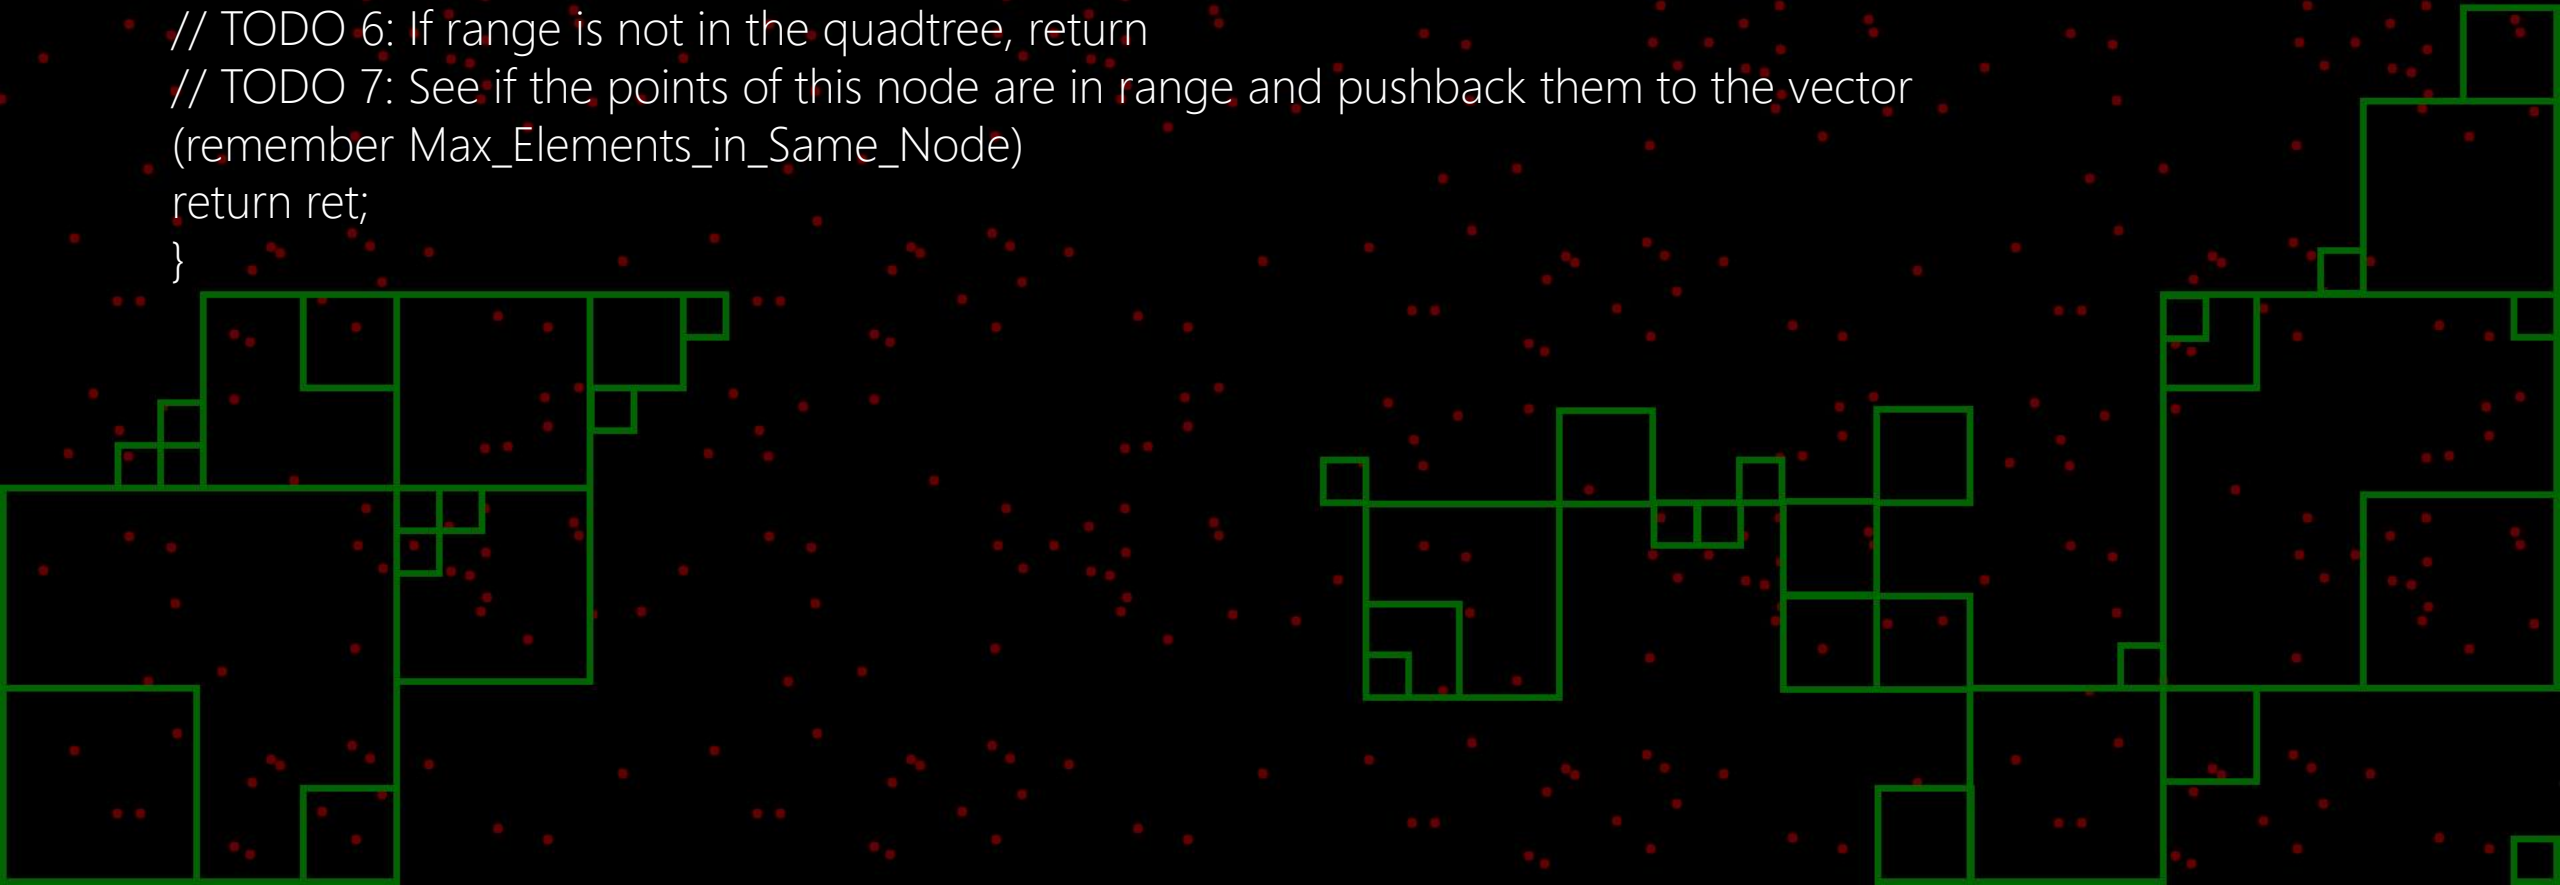 // TODO 6: If range is not in the quadtree, return
// TODO 7: See if the points of this node are in range and pushback them to the vector
(remember Max_Elements_in_Same_Node)
return ret;
}